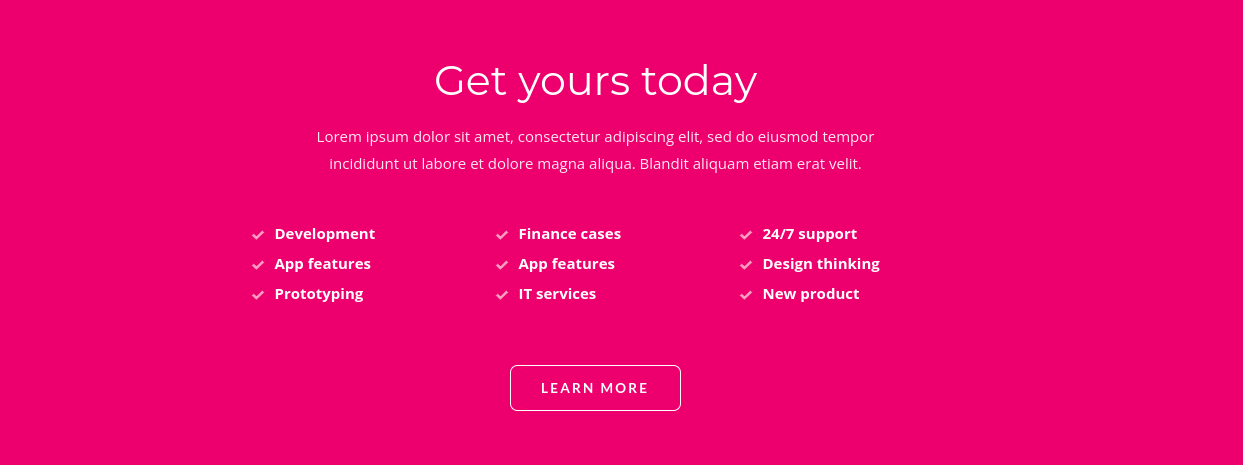 Get yours today
Lorem ipsum dolor sit amet, consectetur adipiscing elit, sed do eiusmod tempor
incididunt ut labore et dolore magna aliqua. Blandit aliquam etiam erat velit.
Development
App features
Prototyping
Finance cases
App features
IT services
24/7 support
Design thinking
New product
LEARN MORE